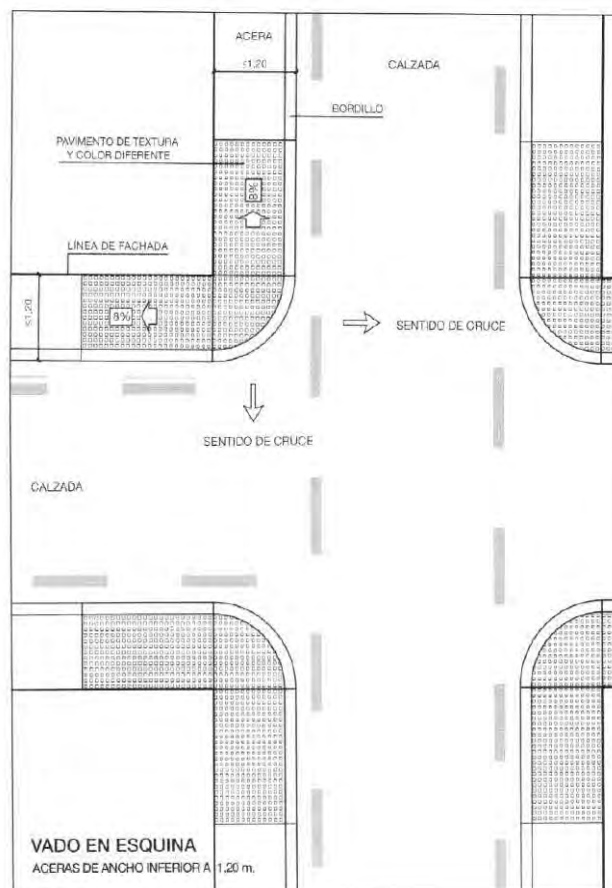 ACERA
≤1,20
CALZADA
BORDILLO
PAVIMENTO DE TEXTURA
Y COLOR DIFERENTE
8%
LÍNEA DE FACHADA
≤1,20
8%
SENTIDO DE CRUCE
SENTIDO DE CRUCE
CALZADA
VADO EN ESQUINA
ACERAS DE ANCHO INFERIOR A 1,20 m.